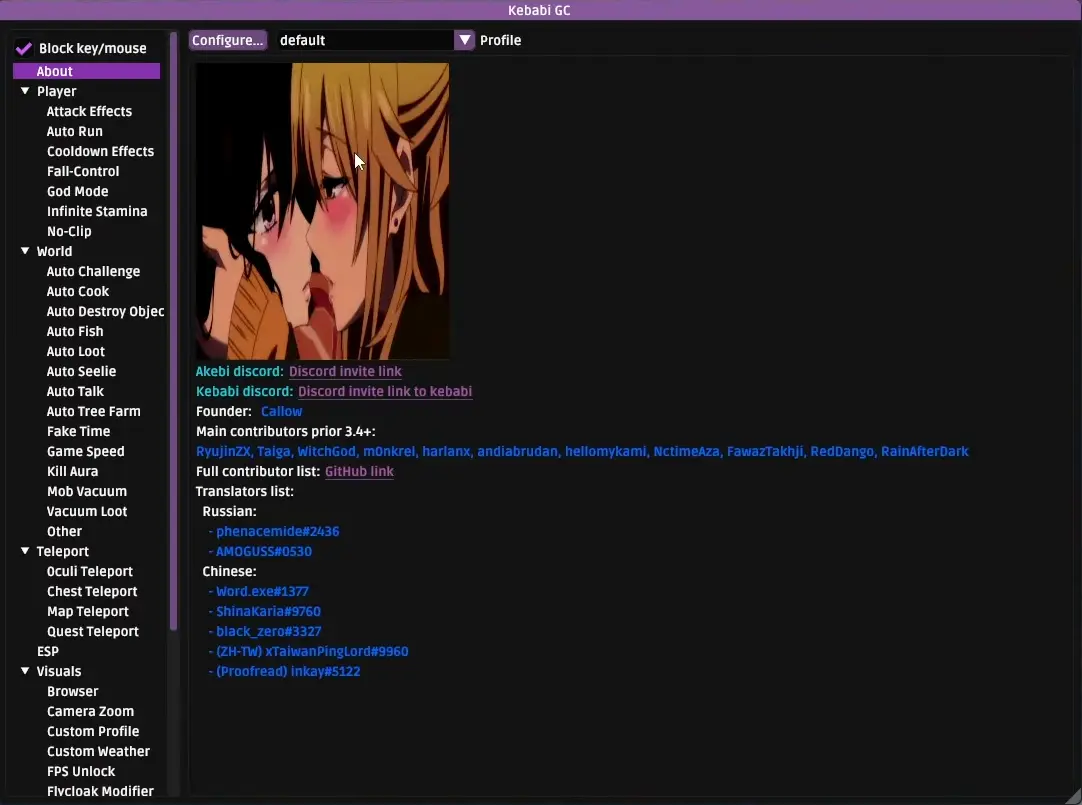 Kebabi GC
Block key/mouse
About
Player
Attack Effects
Auto Run
Cooldown Effects
Fall-Control
God Mode
Infinite Stamina
No-Clip
World
Auto Challenge
Auto Cook
Auto Destroy Objec
Auto Fish
Auto Loot
Auto Seelie
Auto Talk
Auto Tree Farm
Fake Time
Game Speed
Kill Aura
Mob Vacuum
Vacuum Loot
Other
Teleport
Oculi Teleport
Chest Teleport
Map Teleport
Quest Teleport
ESP
Visuals
Browser
Camera Zoom
Custom Profile
Custom Weather
FPS Unlock
Flycloak Modifier
Configure... default Profile
Akebi discord: Discord invite link
Kebabi discord: Discord invite link to kebabi
Founder: Callow
Main contributors prior 3.4+:
RyujinZX, Taiga, WitchGod, m0nkrel, harlanx, andiabrudan, hellomykami, NctimeAza, FawazTakhji, RedDango, RainAfterDark
Full contributor list: GitHub link
Translators list:
Russian:
- phenacemide#2436
- AMOGUSS#0530
Chinese:
- Word.exe#1377
- ShinaKaria#9760
- black_zero#3327
- (ZH-TW) xTaiwanPingLord#9960
- (Proofread) inkay#5122